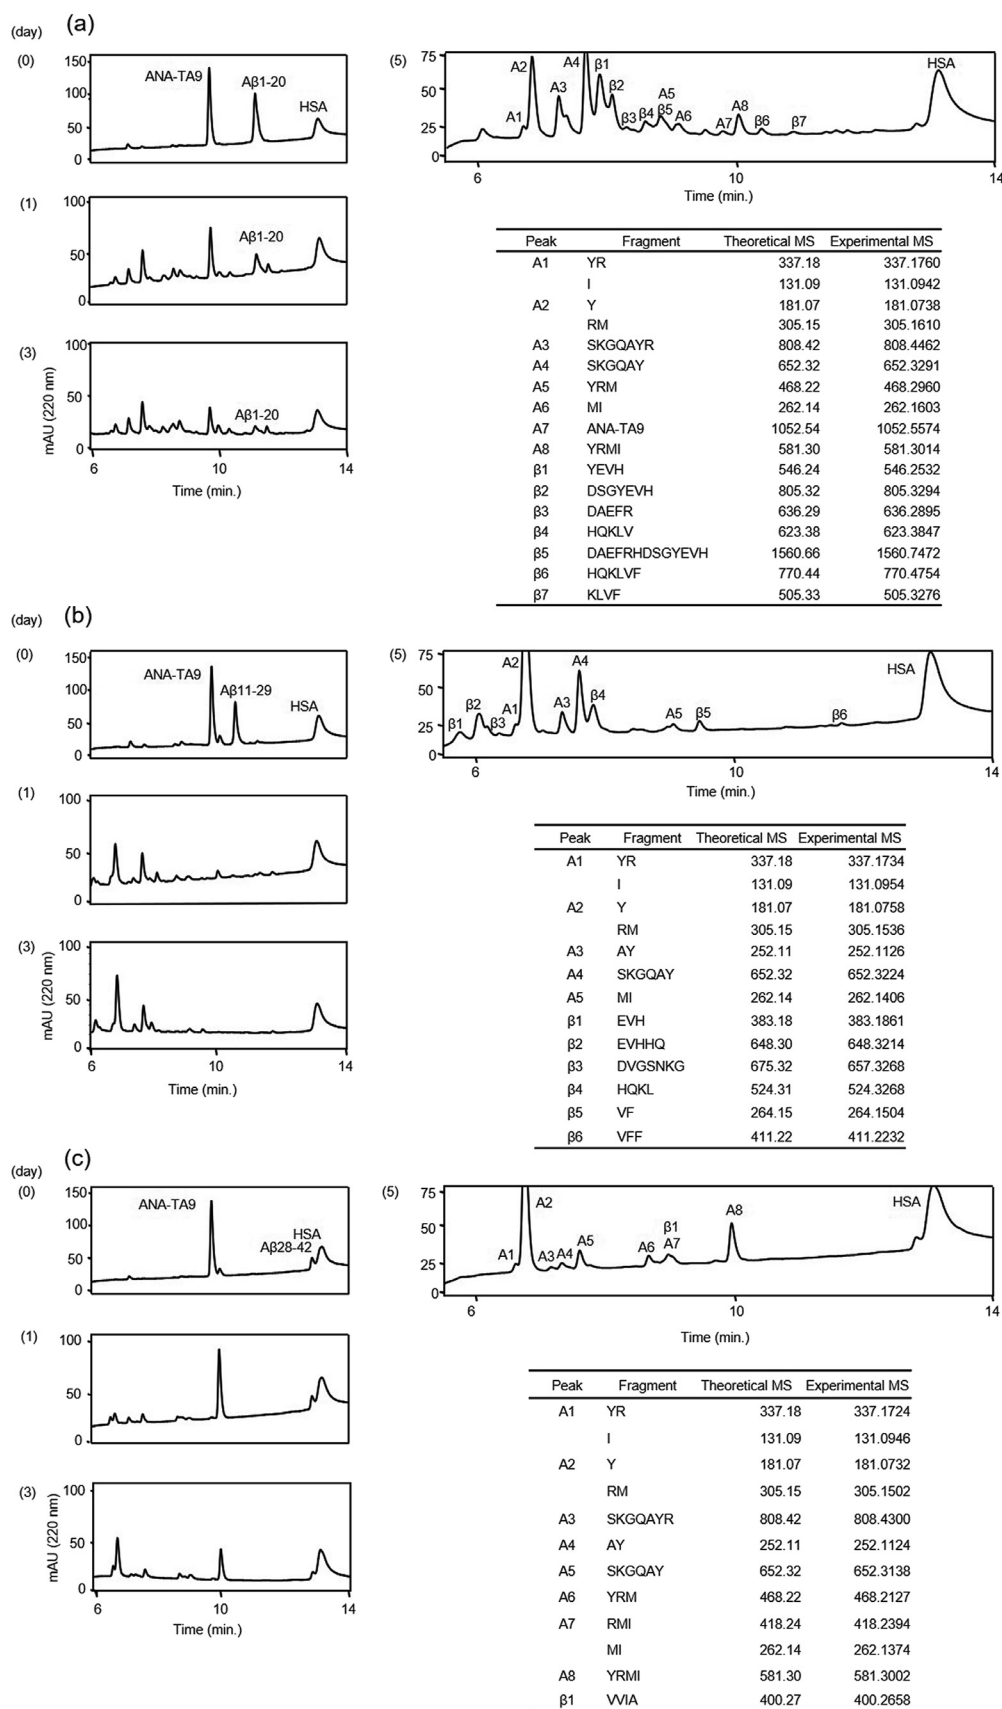 (day) (a)
(0)
150
100
50
0
ANA-TA9
Aβ1-20
HSA
(1)
100
50
0
Aβ1-20
(3)
100
50
0
Aβ1-20
mAU (220 nm)
6 10 14
Time (min.)
(5)
75
50
25
0
A1
A2
A3
A4
β1
β2
β3
β4
A5
β5
A6
A7
A8
β6
β7
HSA
6 10 14
Time (min.)
Peak Fragment Theoretical MS Experimental MS
A1 YR 337.18 337.1760
I 131.09 131.0942
A2 Y 181.07 181.0738
RM 305.15 305.1610
A3 SKGQAYR 808.42 808.4462
A4 SKGQAY 652.32 652.3291
A5 YRM 468.22 468.2960
A6 MI 262.14 262.1603
A7 ANA-TA9 1052.54 1052.5574
A8 YRMI 581.30 581.3014
β1 YEVH 546.24 546.2532
β2 DSGYEVH 805.32 805.3294
β3 DAEFR 636.29 636.2895
β4 HQKLV 623.38 623.3847
β5 DAEFRHDSGYEVH 1560.66 1560.7472
β6 HQKLVF 770.44 770.4754
β7 KLVF 505.33 505.3276
(day) (b)
(0)
150
100
50
0
ANA-TA9
Aβ11-29
HSA
(1)
100
50
0
(3)
100
50
0
mAU (220 nm)
6 10 14
Time (min.)
(5)
75
50
25
0
β1
β2
β3
A1
A2
A3
A4
β4
A5
β5
β6
HSA
6 10 14
Time (min.)
Peak Fragment Theoretical MS Experimental MS
A1 YR 337.18 337.1734
I 131.09 131.0954
A2 Y 181.07 181.0758
RM 305.15 305.1536
A3 AY 252.11 252.1126
A4 SKGQAY 652.32 652.3224
A5 MI 262.14 262.1406
β1 EVH 383.18 383.1861
β2 EVHHQ 648.30 648.3214
β3 DVGSNKG 675.32 657.3268
β4 HQKL 524.31 524.3268
β5 VF 264.15 264.1504
β6 VFF 411.22 411.2232
(day) (c)
(0)
150
100
50
0
ANA-TA9
HSA
Aβ28-42
(1)
100
50
0
(3)
100
50
0
mAU (220 nm)
6 10 14
Time (min.)
(5)
75
50
25
0
A1
A2
A3
A4
A5
A6
β1
A7
A8
HSA
6 10 14
Time (min.)
Peak Fragment Theoretical MS Experimental MS
A1 YR 337.18 337.1724
I 131.09 131.0946
A2 Y 181.07 181.0732
RM 305.15 305.1502
A3 SKGQAYR 808.42 808.4300
A4 AY 252.11 252.1124
A5 SKGQAY 652.32 652.3138
A6 YRM 468.22 468.2127
A7 RMI 418.24 418.2394
MI 262.14 262.1374
A8 YRMI 581.30 581.3002
β1 VVIA 400.27 400.2658